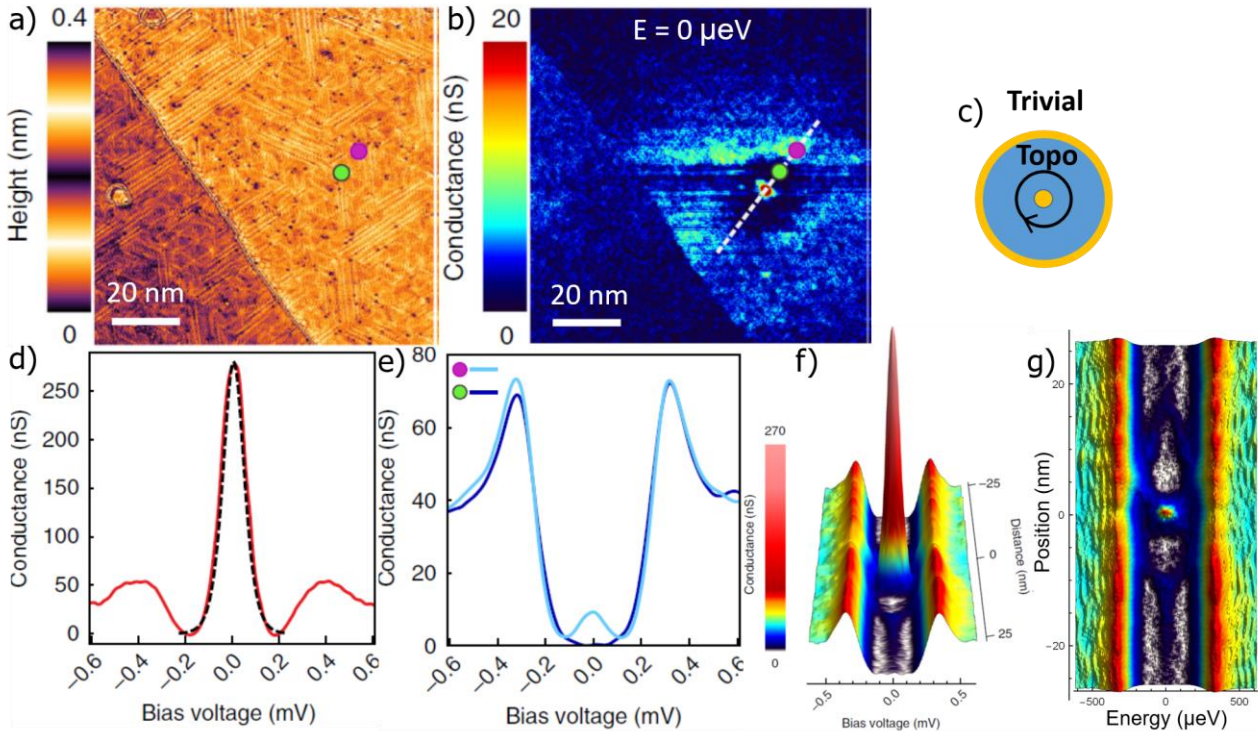 a)
0.4
Height (nm)
0
20 nm
b)
20
Conductance (nS)
0
E = 0 µeV
20 nm
c)
Trivial
Topo
d)
Conductance (nS)
250
200
150
100
50
0
−0.6
−0.4
−0.2
0.0
0.2
0.4
0.6
Bias voltage (mV)
e)
Conductance (nS)
80
60
40
20
0
−0.6
−0.4
−0.2
0.0
0.2
0.4
0.6
Bias voltage (mV)
f)
270
Conductance (nS)
0
−25
0
25
Distance (nm)
−0.5
0.0
0.5
Bias voltage (mV)
g)
Position (nm)
20
0
−20
-500
0
500
Energy (µeV)